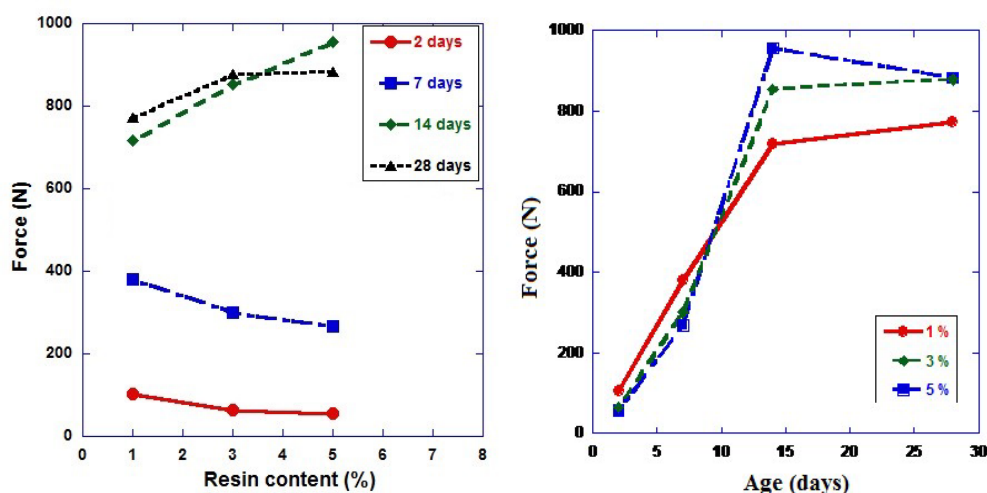 1000
800
600
400
200
0
Force (N)
2 days
7 days
14 days
28 days
0 1 2 3 4 5 6 7 8
Resin content (%)
1000
800
600
400
200
0
Force (N)
1 %
3 %
5 %
0 5 10 15 20 25 30
Age (days)